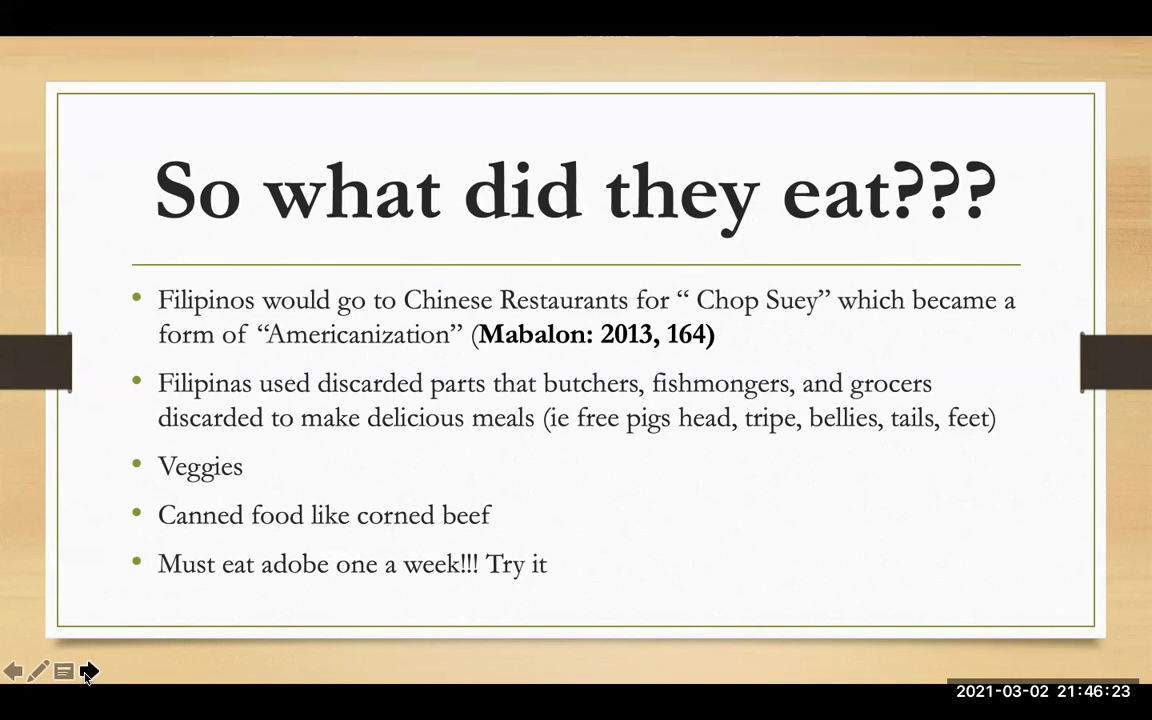 So what did they eat???
• Filipinos would go to Chinese Restaurants for “ Chop Suey” which became a
form of “Americanization” (Mabalon: 2013, 164)
• Filipinas used discarded parts that butchers, fishmongers, and grocers
discarded to make delicious meals (ie free pigs head, tripe, bellies, tails, feet)
• Veggies
• Canned food like corned beef
• Must eat adobe one a week!!! Try it
2021-03-02 21:46:23